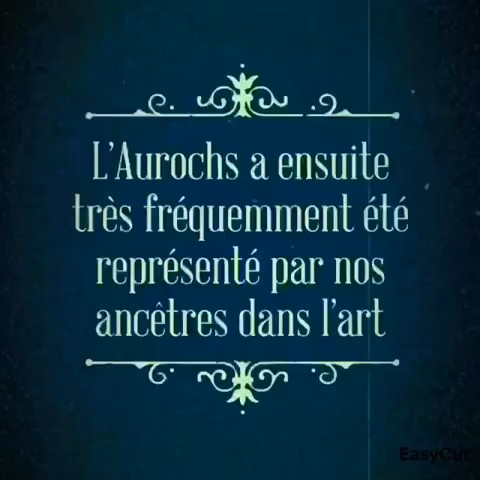 L'Aurochs a ensuite
très fréquemment été
représenté par nos
ancêtres dans l'art
EasyCut